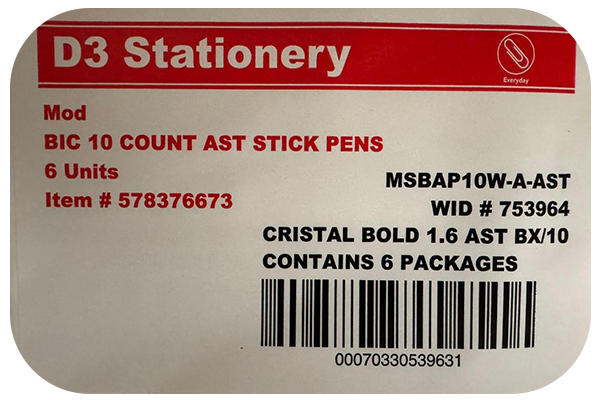 D3 Stationery
Everyday
Mod
BIC 10 COUNT AST STICK PENS
6 Units
Item # 578376673
MSBAP10W-A-AST
WID # 753964
CRISTAL BOLD 1.6 AST BX/10
CONTAINS 6 PACKAGES
00070330539631